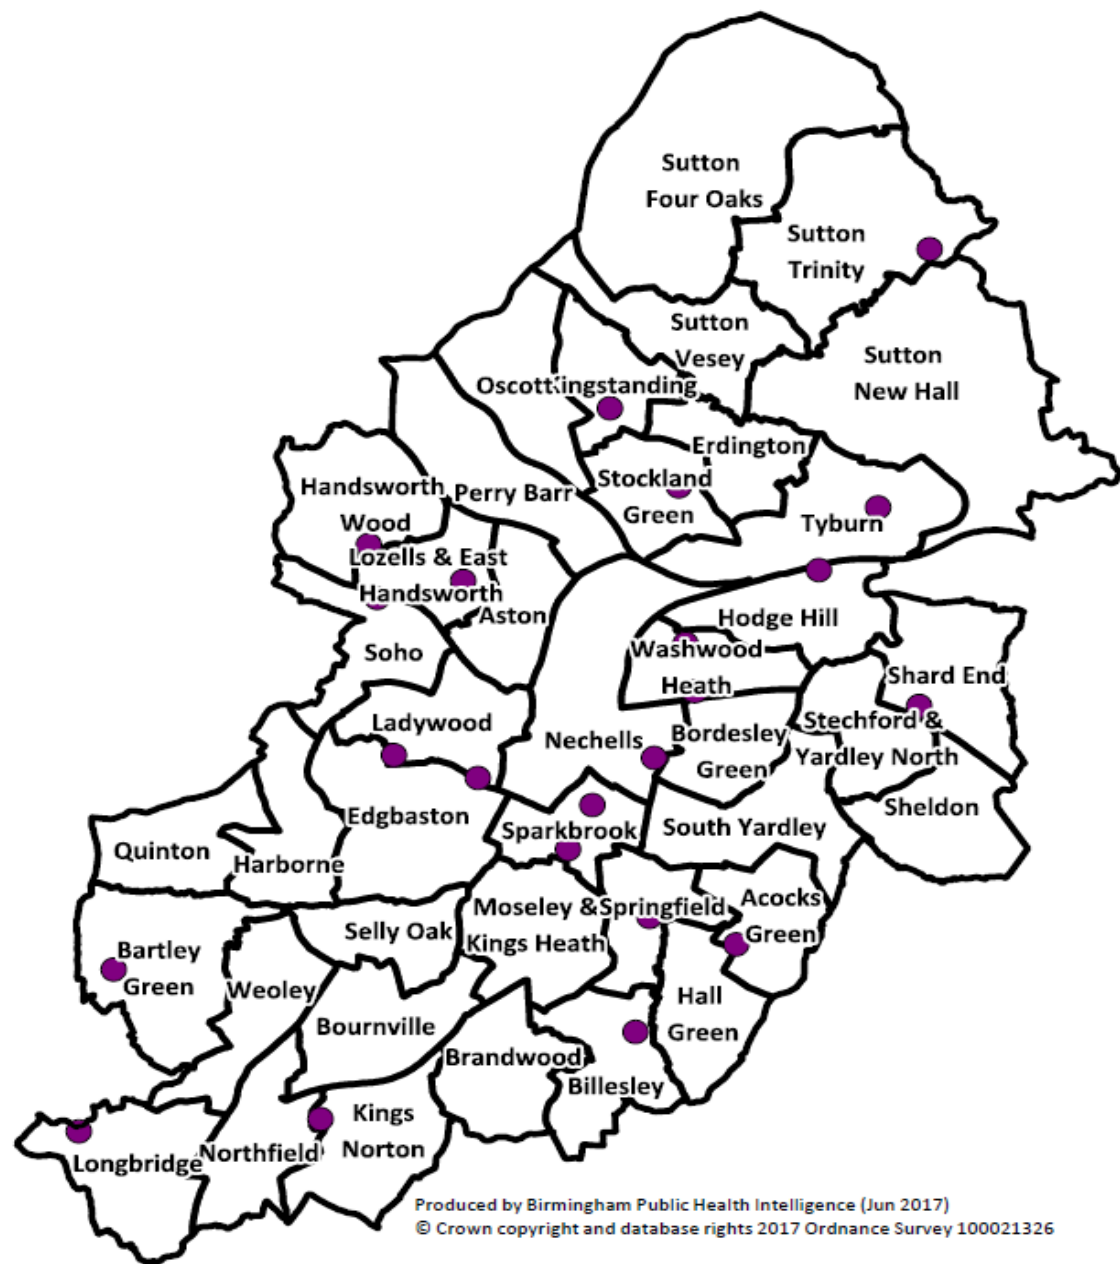 Sutton
Four Oaks
Sutton
Trinity
Sutton
Vesey
Sutton
New Hall
Oscott
Kingstanding
Erdington
Handsworth
Wood
Perry Barr
Stockland
Green
Tyburn
Lozells & East
Handsworth
Aston
Hodge Hill
Soho
Washwood
Heath
Shard End
Ladywood
Nechells
Bordesley
Green
Stechford &
Yardley North
Edgbaston
Sparkbrook
South Yardley
Sheldon
Quinton
Harborne
Moseley &
Kings Heath
Springfield
Acocks
Green
Selly Oak
Bartley
Green
Weoley
Bournville
Hall
Green
Brandwood
Billesley
Kings
Norton
Longbridge
Northfield
Produced by Birmingham Public Health Intelligence (Jun 2017)
© Crown copyright and database rights 2017 Ordnance Survey 100021326